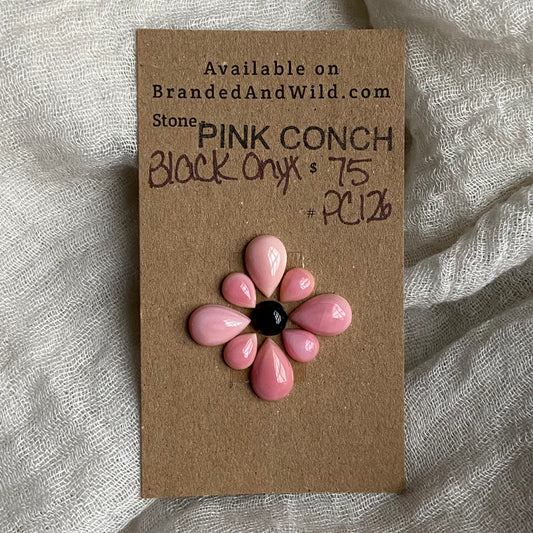 Available on
BrandedAndWild.com
Stone- PINK CONCH
Black Onyx $ 75
# PC126